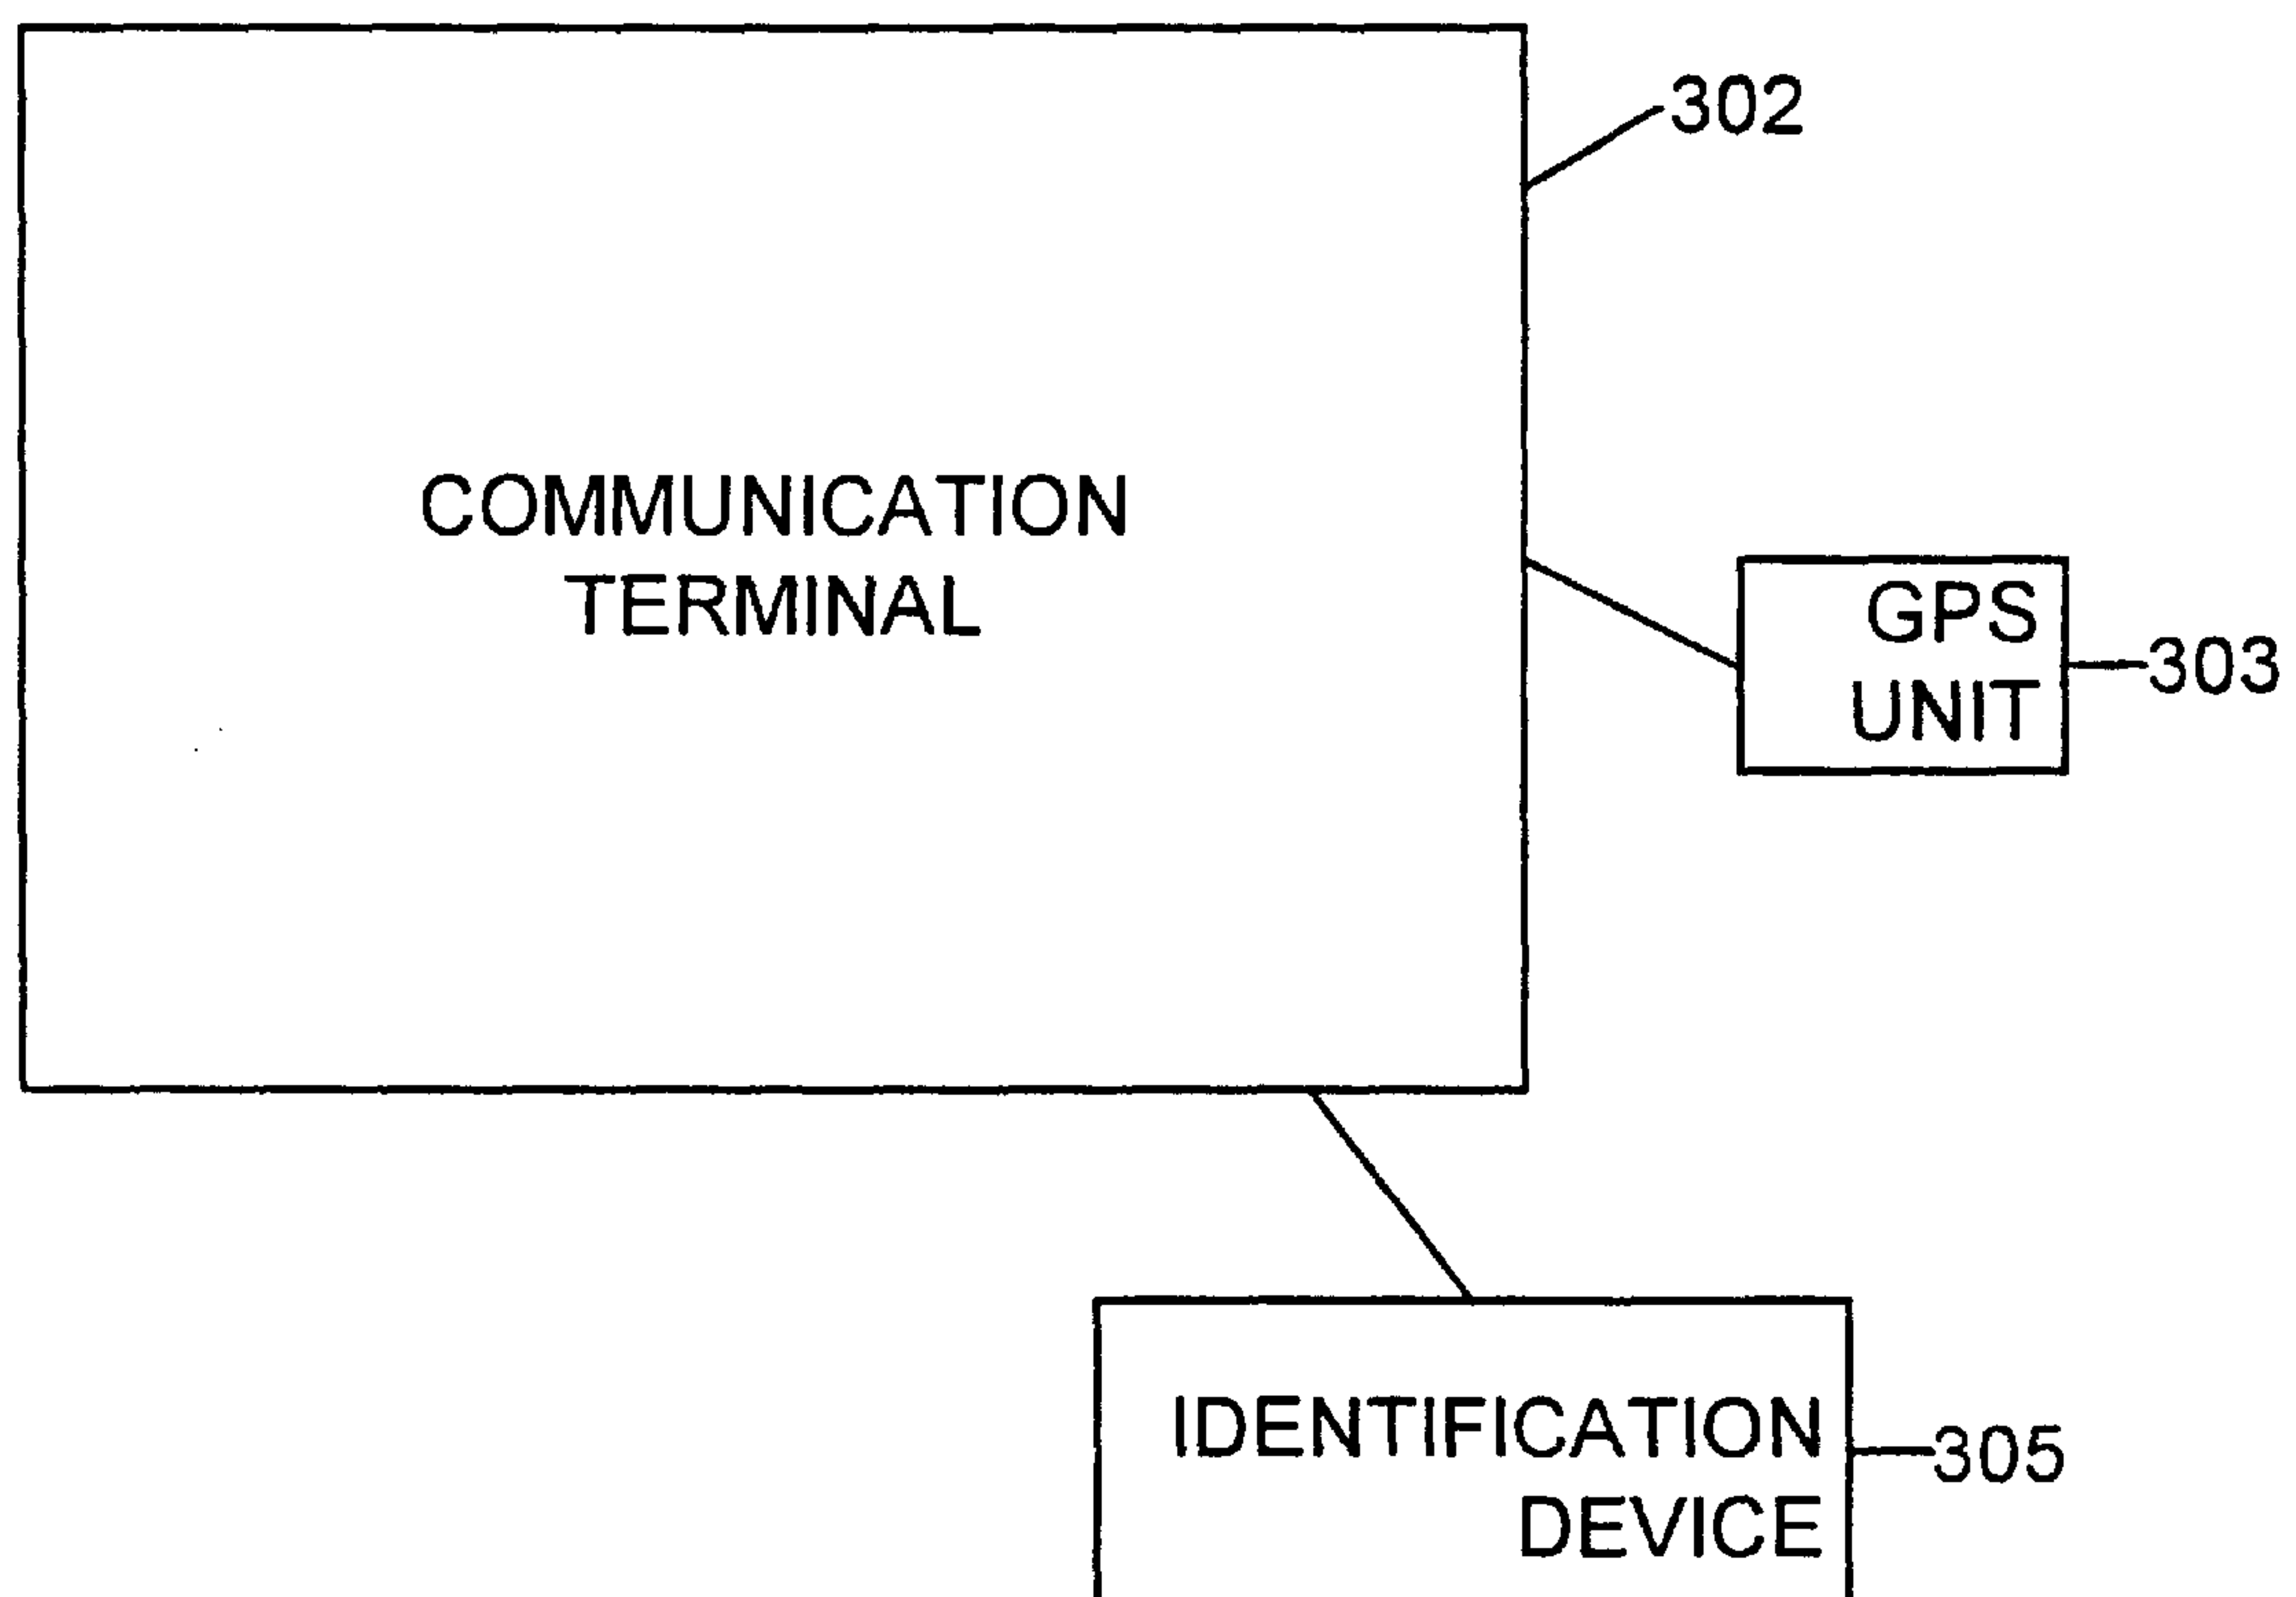 302
COMMUNICATION
TERMINAL
GPS
UNIT
303
IDENTIFICATION
DEVICE
305